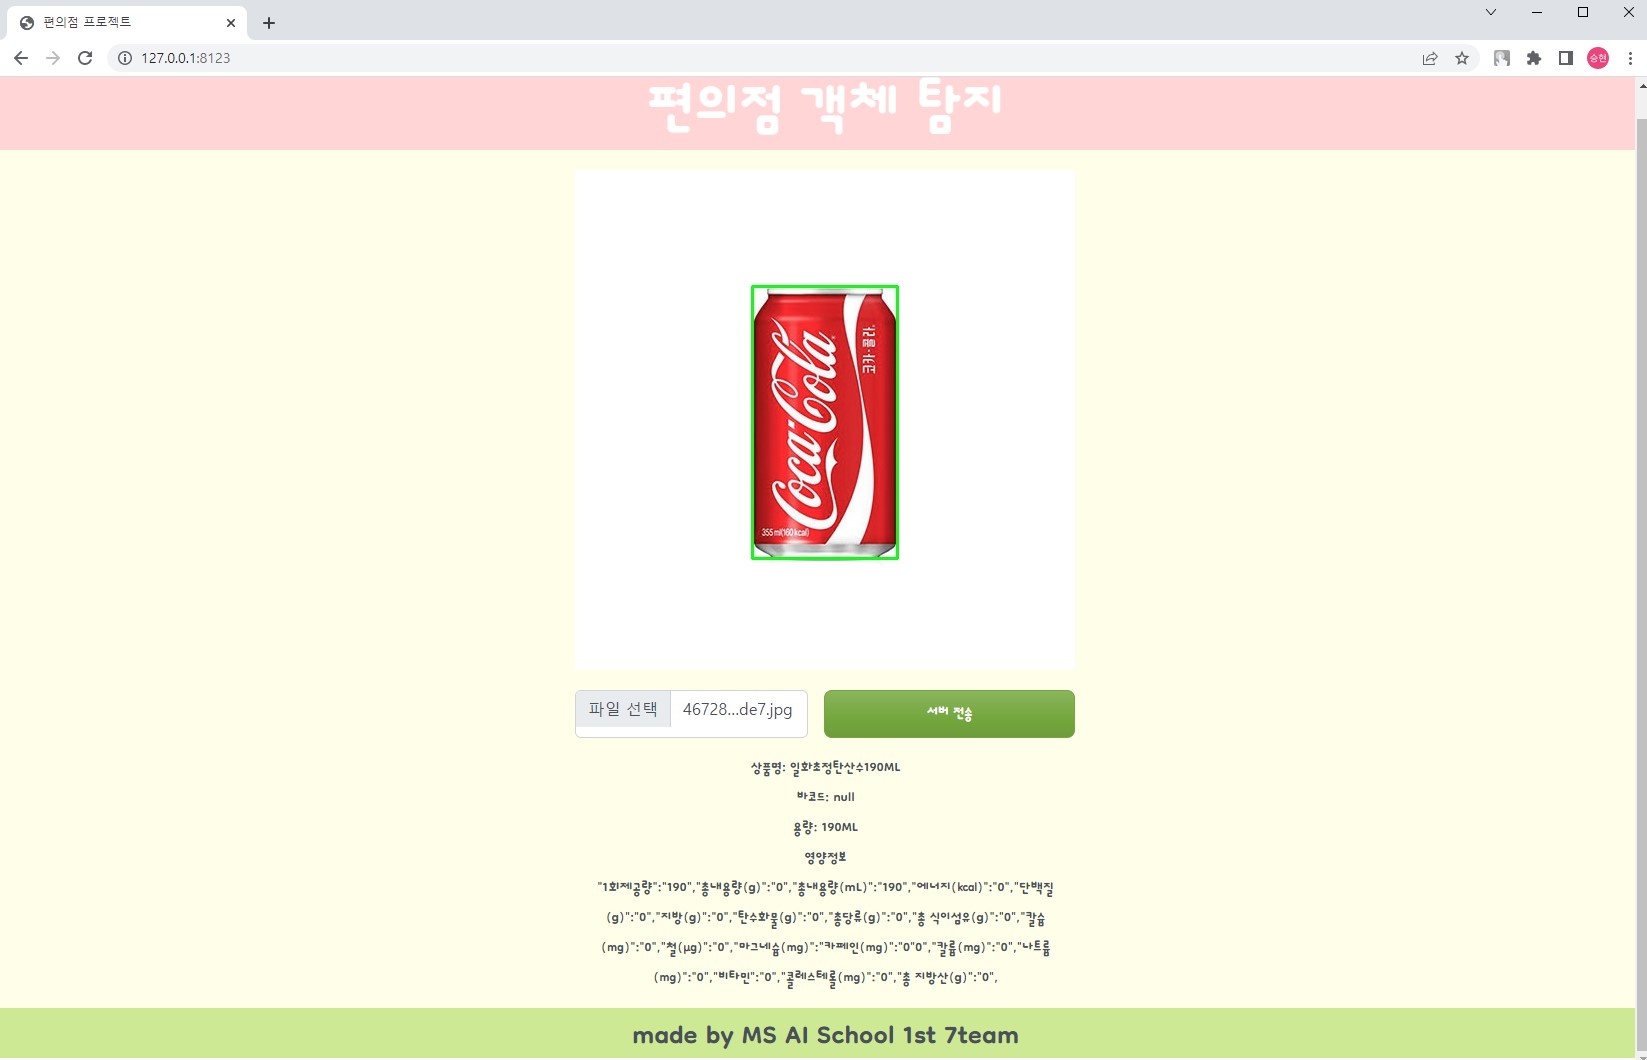 편의점 프로젝트
127.0.0.1:8123
승현
편의점 객체 탐지
Coca-Cola
코카·콜라
355 ml(160 kcal)
파일 선택 46728...de7.jpg
서버 전송
상품명: 일화초정탄산수190ML
바코드: null
용량: 190ML
영양정보
"1회제공량":"190","총내용량(g)":"0","총내용량(mL)":"190","에너지(kcal)":"0","단백질
(g)":"0","지방(g)":"0","탄수화물(g)":"0","총당류(g)":"0","총 식이섬유(g)":"0","칼슘
(mg)":"0","철(μg)":"0","마그네슘(mg)":"카페인(mg)":"0"0","칼륨(mg)":"0","나트륨
(mg)":"0","비타민":"0","콜레스테롤(mg)":"0","총 지방산(g)":"0",
made by MS AI School 1st 7team